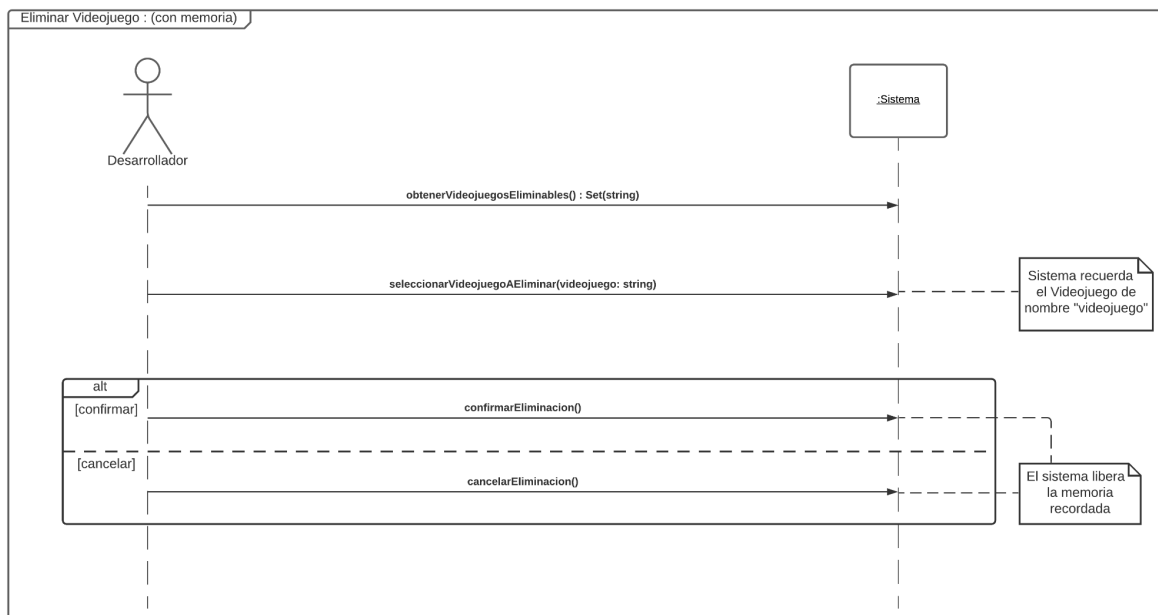 Eliminar Videojuego : (con memoria)
:Sistema
Desarrollador
obtenerVideojuegosEliminables() : Set(string)
seleccionarVideojuegoAEliminar(videojuego: string)
Sistema recuerda
el Videojuego de
nombre "videojuego"
alt
[confirmar]
confirmarEliminacion()
[cancelar]
cancelarEliminacion()
El sistema libera
la memoria
recordada